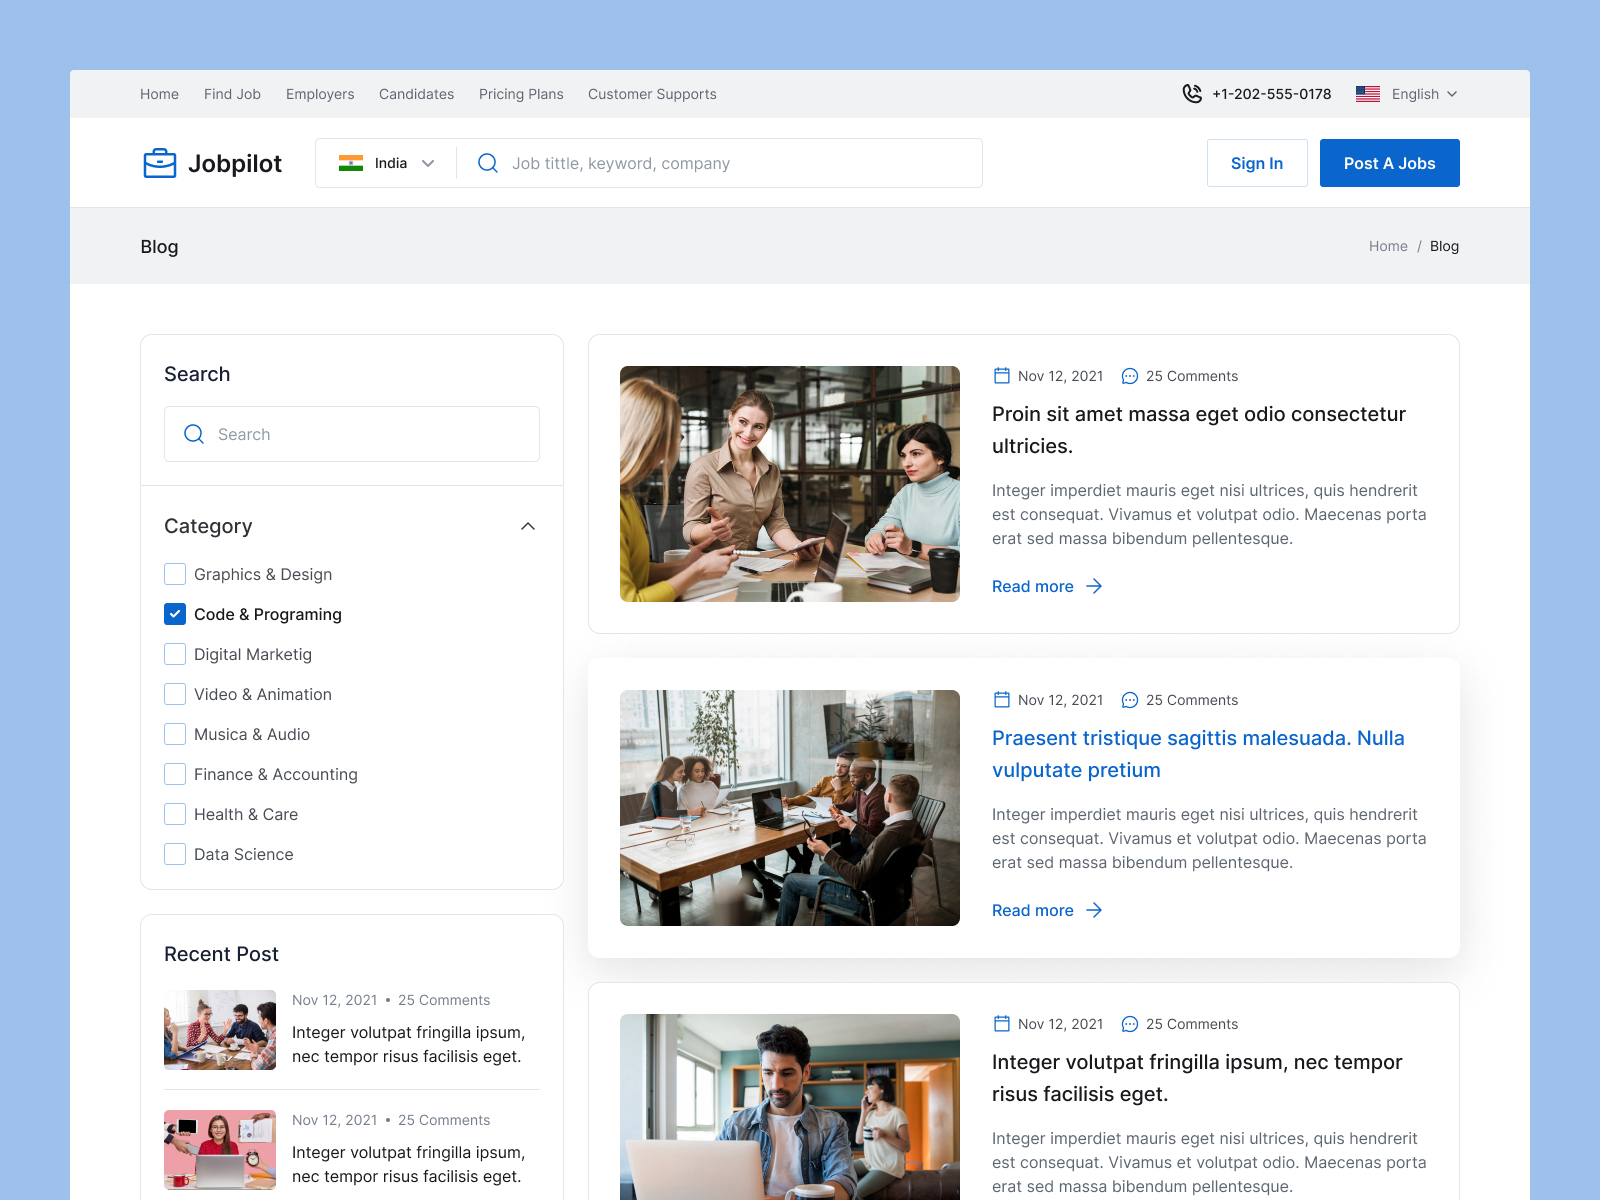 Home Find Job Employers Candidates Pricing Plans Customer Supports +1-202-555-0178 English
Jobpilot India Job tittle, keyword, company Sign In Post A Jobs
Blog Home / Blog
Search
Search
Category
Graphics & Design
Code & Programing
Digital Marketig
Video & Animation
Musica & Audio
Finance & Accounting
Health & Care
Data Science
Recent Post
Nov 12, 2021 • 25 Comments
Integer volutpat fringilla ipsum,
nec tempor risus facilisis eget.
Nov 12, 2021 • 25 Comments
Integer volutpat fringilla ipsum,
nec tempor risus facilisis eget.
Nov 12, 2021 25 Comments
Proin sit amet massa eget odio consectetur
ultricies.
Integer imperdiet mauris eget nisi ultrices, quis hendrerit
est consequat. Vivamus et volutpat odio. Maecenas porta
erat sed massa bibendum pellentesque.
Read more
Nov 12, 2021 25 Comments
Praesent tristique sagittis malesuada. Nulla
vulputate pretium
Integer imperdiet mauris eget nisi ultrices, quis hendrerit
est consequat. Vivamus et volutpat odio. Maecenas porta
erat sed massa bibendum pellentesque.
Read more
Nov 12, 2021 25 Comments
Integer volutpat fringilla ipsum, nec tempor
risus facilisis eget.
Integer imperdiet mauris eget nisi ultrices, quis hendrerit
est consequat. Vivamus et volutpat odio. Maecenas porta
erat sed massa bibendum pellentesque.